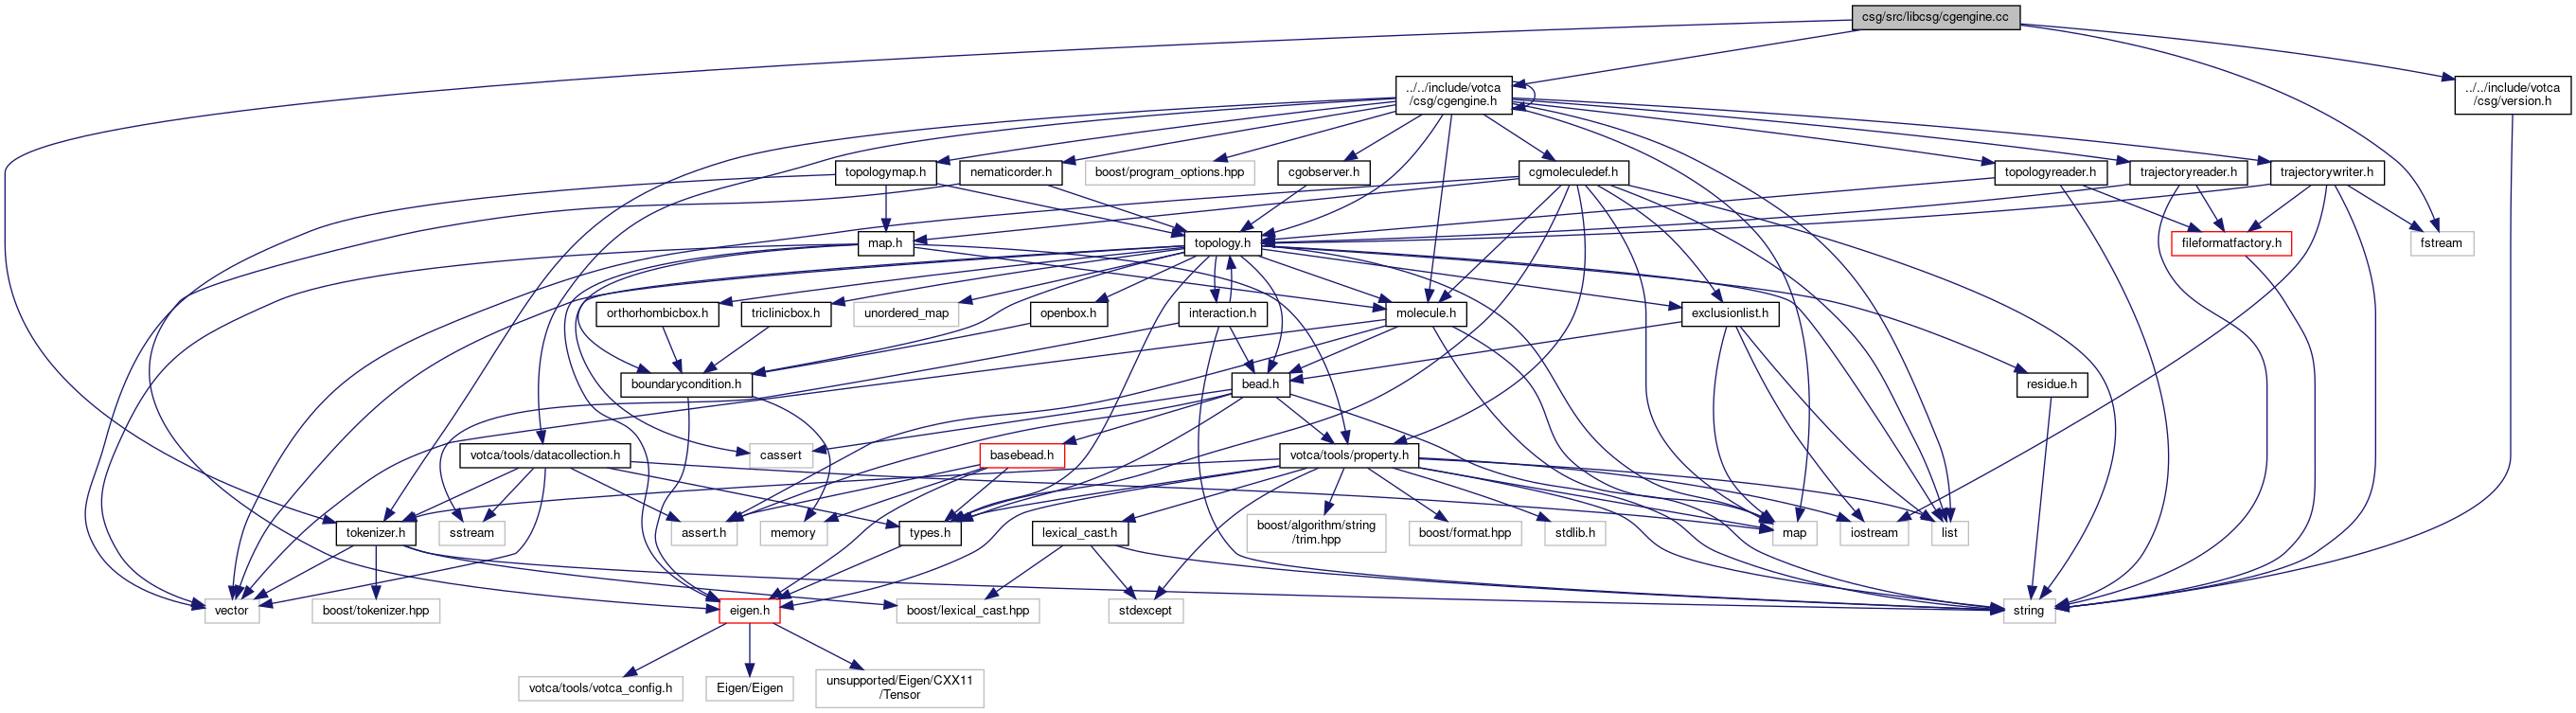 csg/src/libcsg/cgengine.cc
../../include/votca
/csg/cgengine.h
../../include/votca
/csg/version.h
topologymap.h
nematicorder.h
boost/program_options.hpp
cgobserver.h
cgmoleculedef.h
topologyreader.h
trajectoryreader.h
trajectorywriter.h
map.h
topology.h
fileformatfactory.h
fstream
orthorhombicbox.h
triclinicbox.h
unordered_map
openbox.h
interaction.h
molecule.h
exclusionlist.h
boundarycondition.h
bead.h
residue.h
votca/tools/datacollection.h
cassert
basebead.h
votca/tools/property.h
tokenizer.h
sstream
assert.h
memory
types.h
lexical_cast.h
boost/algorithm/string
/trim.hpp
boost/format.hpp
stdlib.h
map
iostream
list
vector
boost/tokenizer.hpp
eigen.h
boost/lexical_cast.hpp
stdexcept
string
votca/tools/votca_config.h
Eigen/Eigen
unsupported/Eigen/CXX11
/Tensor